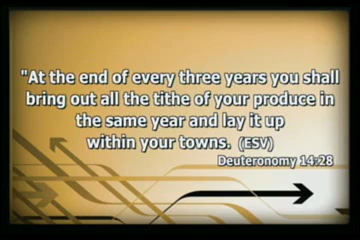 "At the end of every three years you shall
bring out all the tithe of your produce in
the same year and lay it up
within your towns. (ESV)
Deuteronomy 14:28